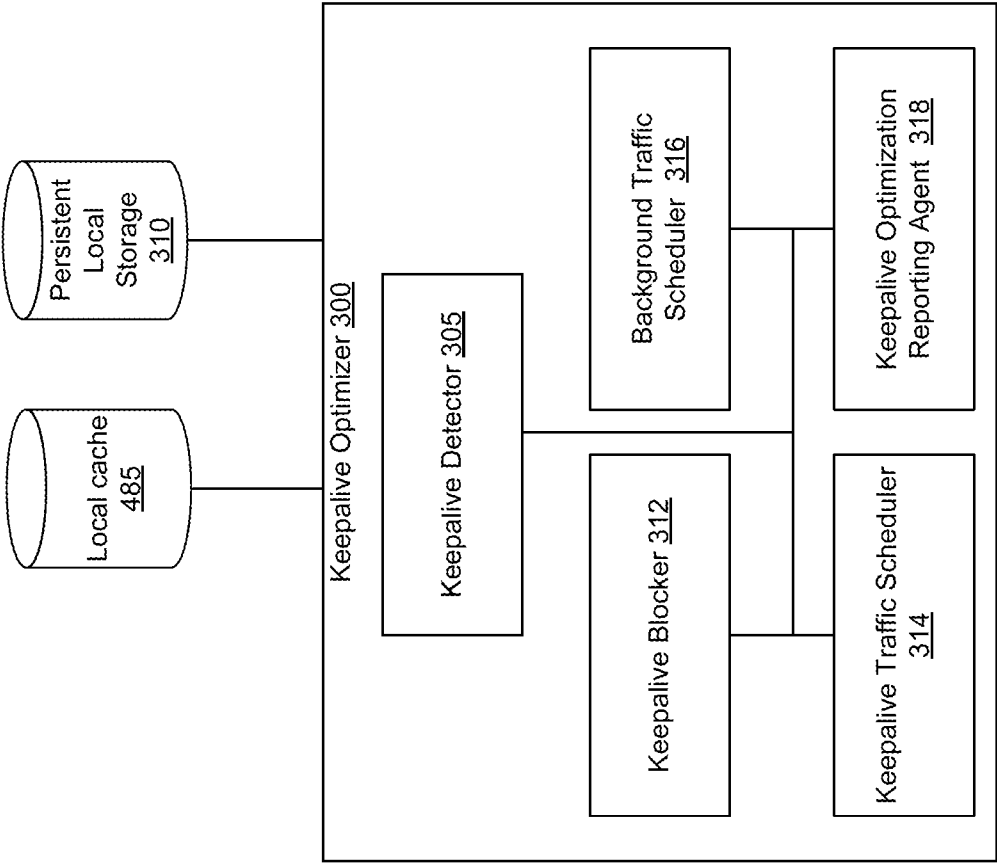 Local cache
485
Persistent
Local
Storage
310
Keepalive Optimizer 300
Keepalive Detector 305
Keepalive Blocker 312
Background Traffic
Scheduler 316
Keepalive Traffic Scheduler
314
Keepalive Optimization
Reporting Agent 318